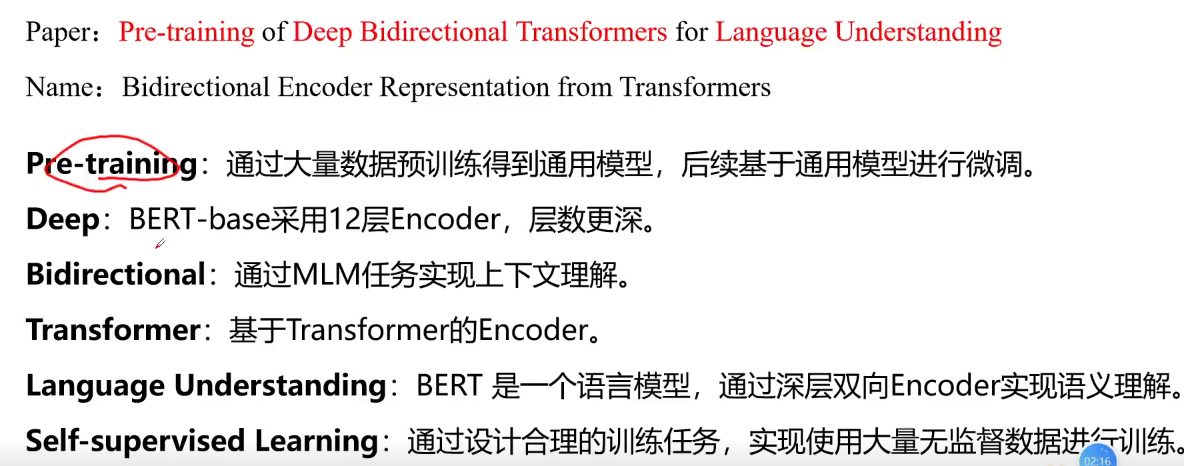 Paper：Pre-training of Deep Bidirectional Transformers for Language Understanding
Name：Bidirectional Encoder Representation from Transformers
Pre-training：通过大量数据预训练得到通用模型，后续基于通用模型进行微调。
Deep：BERT-base采用12层Encoder，层数更深。
Bidirectional：通过MLM任务实现上下文理解。
Transformer：基于Transformer的Encoder。
Language Understanding：BERT 是一个语言模型，通过深层双向Encoder实现语义理解。
Self-supervised Learning：通过设计合理的训练任务，实现使用大量无监督数据进行训练。
02:16